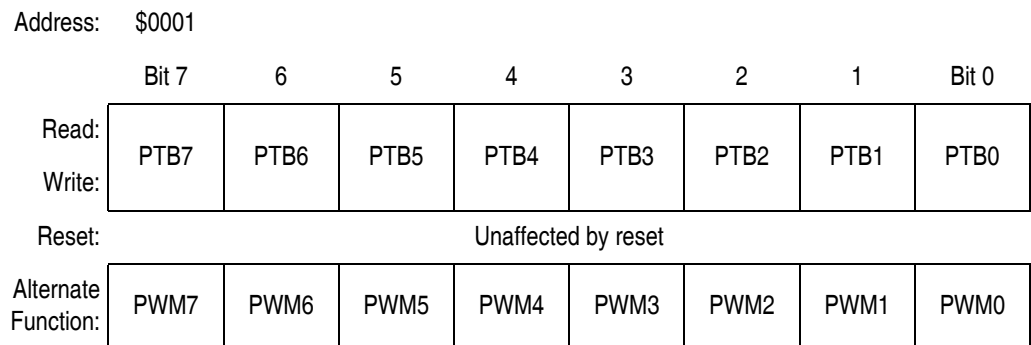 Address: $0001
Bit 7 6 5 4 3 2 1 Bit 0
Read:
PTB7 PTB6 PTB5 PTB4 PTB3 PTB2 PTB1 PTB0
Write:
Reset: Unaffected by reset
Alternate
PWM7 PWM6 PWM5 PWM4 PWM3 PWM2 PWM1 PWM0
Function: